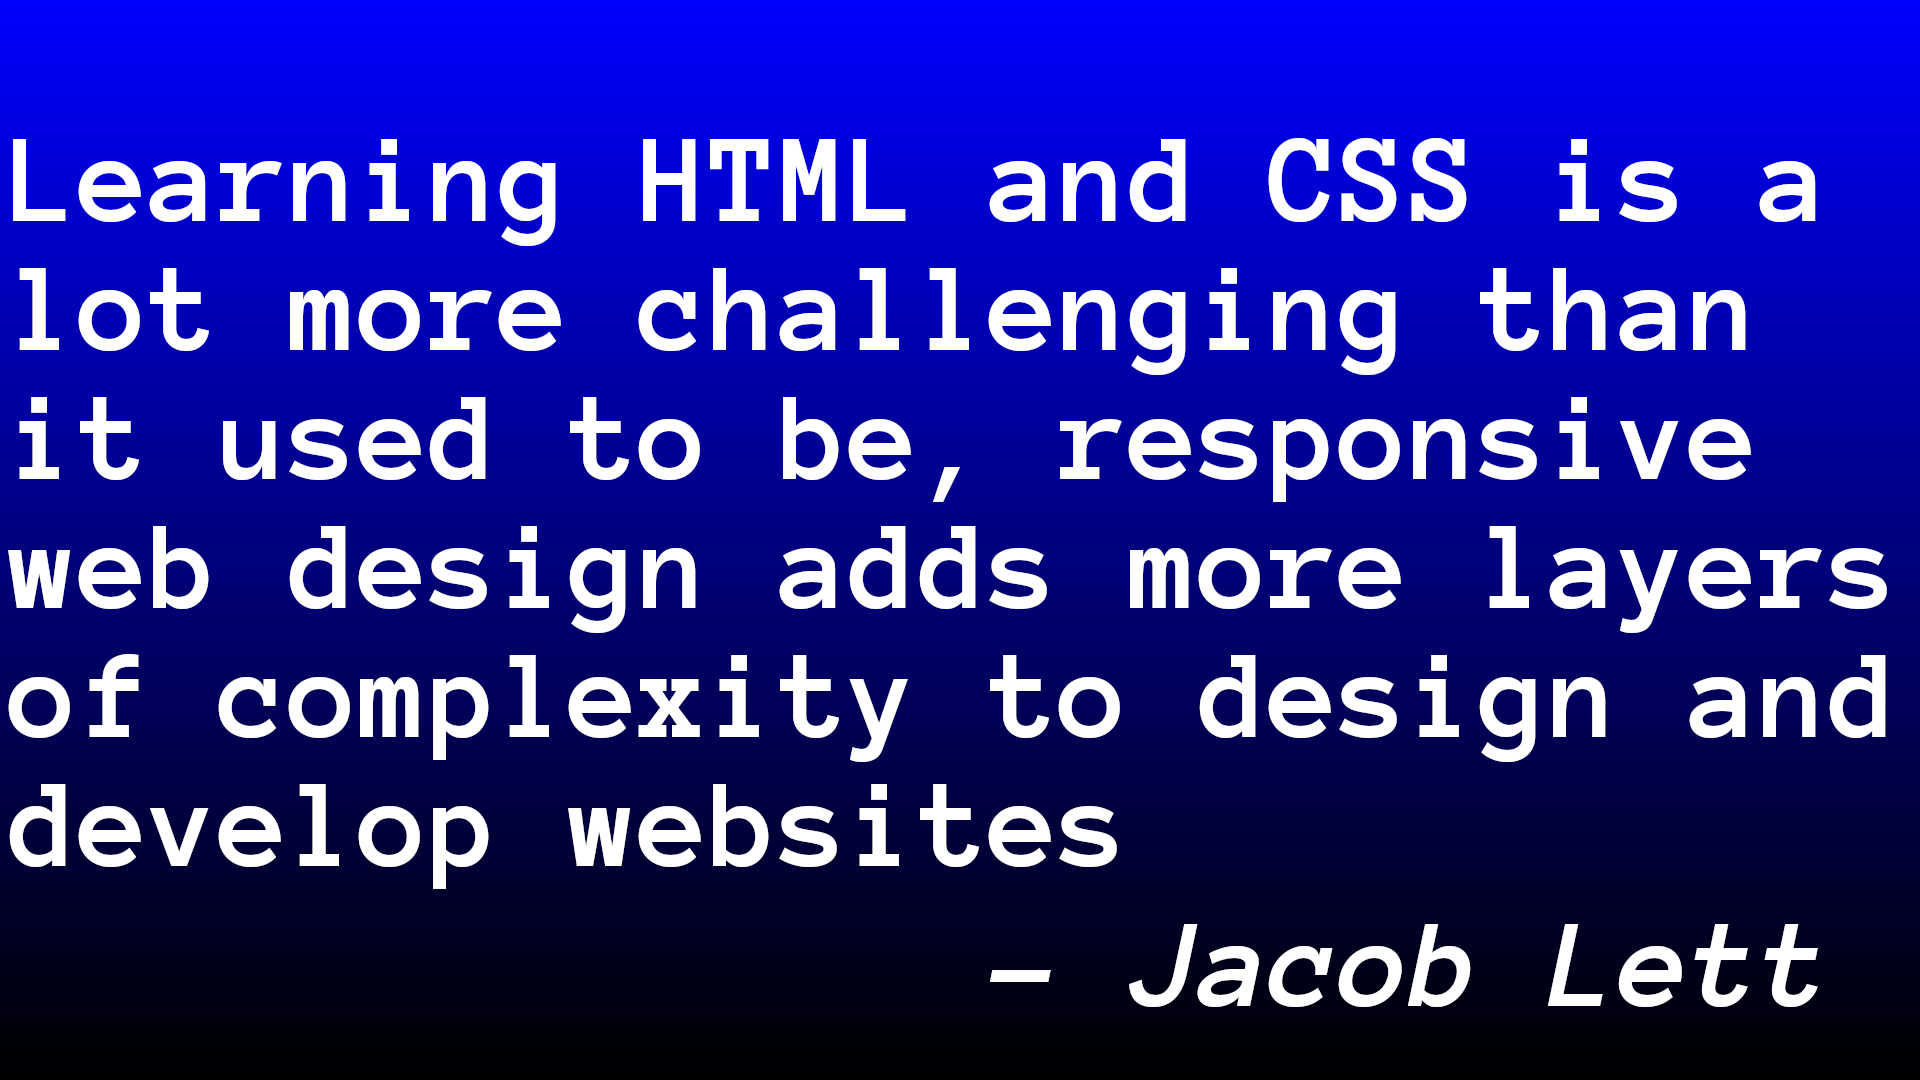 Learning HTML and CSS is a
lot more challenging than
it used to be, responsive
web design adds more layers
of complexity to design and
develop websites
– Jacob Lett